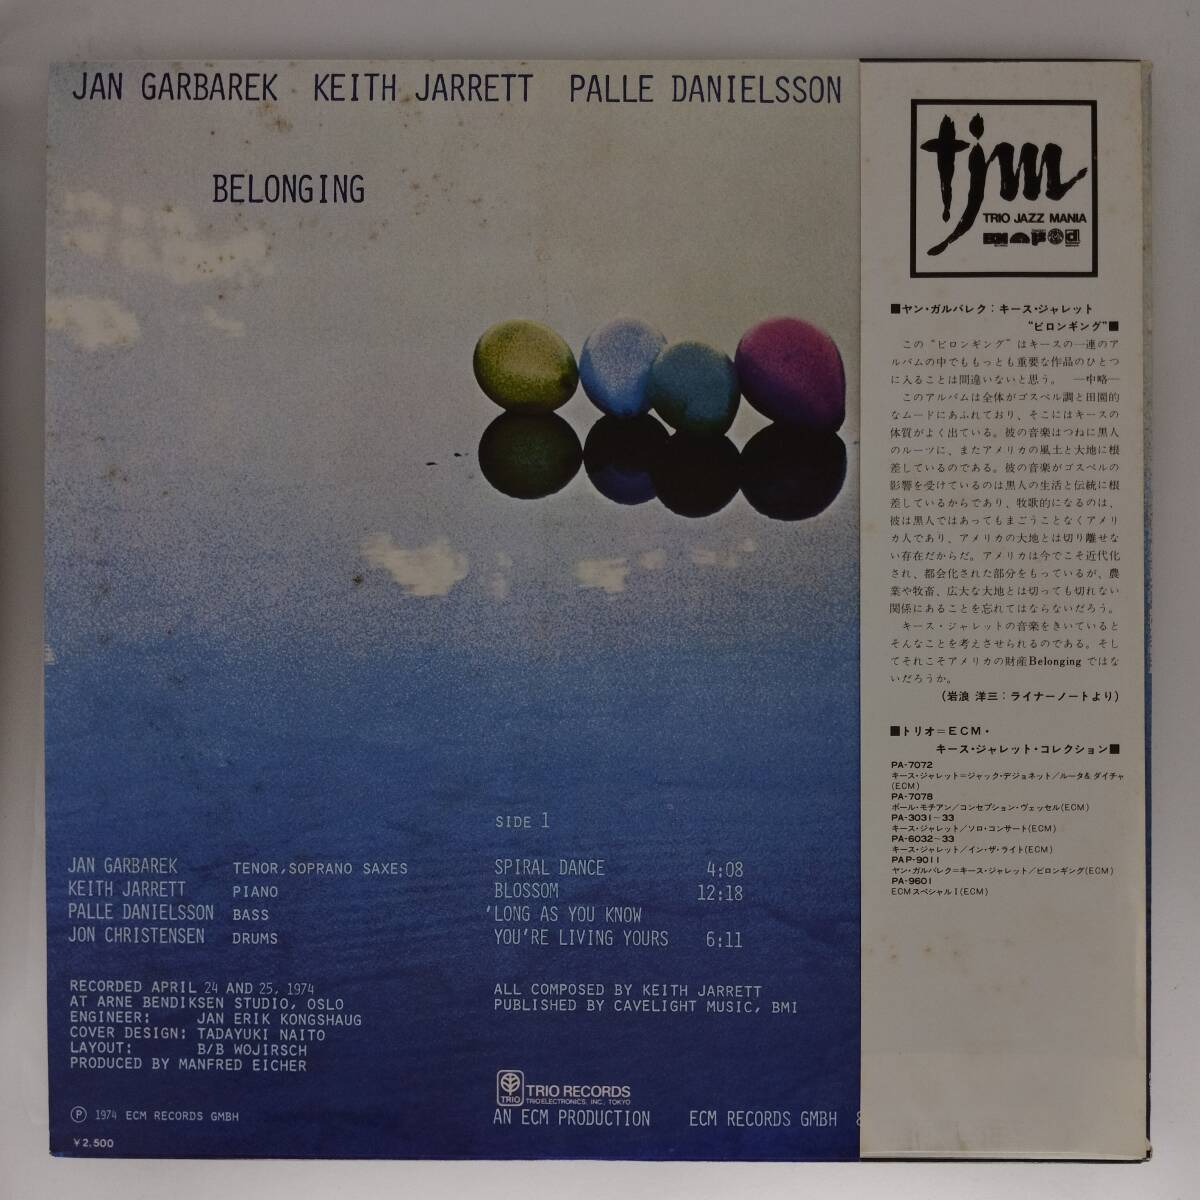 JAN GARBAREK KEITH JARRETT PALLE DANIELSSON
BELONGING
SIDE 1
JAN GARBAREK TENOR, SOPRANO SAXES
KEITH JARRETT PIANO
PALLE DANIELSSON BASS
JON CHRISTENSEN DRUMS
SPIRAL DANCE 4:08
BLOSSOM 12:18
'LONG AS YOU KNOW
YOU'RE LIVING YOURS 6:11
RECORDED APRIL 24 AND 25, 1974
AT ARNE BENDIKSEN STUDIO, OSLO
ENGINEER: JAN ERIK KONGSHAUG
COVER DESIGN: TADAYUKI NAITO
LAYOUT: B/B WOJIRSCH
PRODUCED BY MANFRED EICHER
ALL COMPOSED BY KEITH JARRETT
PUBLISHED BY CAVELIGHT MUSIC, BMI
TRIO
TRIO RECORDS
TRIO ELECTRONICS, INC., TOKYO
Ⓟ 1974 ECM RECORDS GMBH
AN ECM PRODUCTION ECM RECORDS GMBH
¥2,500
tjm
TRIO JAZZ MANIA
■ヤン・ガルバレク:キース・ジャレット
"ビロンギング"■
この"ビロンギング"はキースの一連のア
ルバムの中でももっとも重要な作品のひとつ
に入ることは間違いないと思う。 —中略—
このアルバムは全体がゴスペル調と田園的
なムードにあふれており、そこにはキースの
体質がよく出ている。彼の音楽はつねに黒人
のルーツに、またアメリカの風土と大地に根
差しているのである。彼の音楽がゴスペルの
影響を受けているのは黒人の生活と伝統に根
差しているからであり、牧歌的になるのは、
彼は黒人ではあってもまごうことなくアメリ
カ人であり、アメリカの大地とは切り離せな
い存在だからだ。アメリカは今でこそ近代化
され、都会化された部分をもっているが、農
業や牧畜、広大な大地とは切っても切れない
関係にあることを忘れてはならないだろう。
キース・ジャレットの音楽をきいていると
そんなことを考えさせられるのである。そし
てそれこそアメリカの財産Belonging ではな
いだろうか。
(岩浪 洋三:ライナーノートより)
■トリオ=ECM・
キース・ジャレット・コレクション■
PA-7072
キース・ジャレット=ジャック・デジョネット/ルータ& ダイチャ
(ECM)
PA-7078
ポール・モチアン/コンセプション・ヴェッセル(ECM)
PA-3031~33
キース・ジャレット/ソロ・コンサート(ECM)
PA-6032~33
キース・ジャレット/イン・ザ・ライト(ECM)
PAP-9011
ヤン・ガルバレク=キース・ジャレット/ビロンギング(ECM)
PA-9601
ECMスペシャルI(ECM)